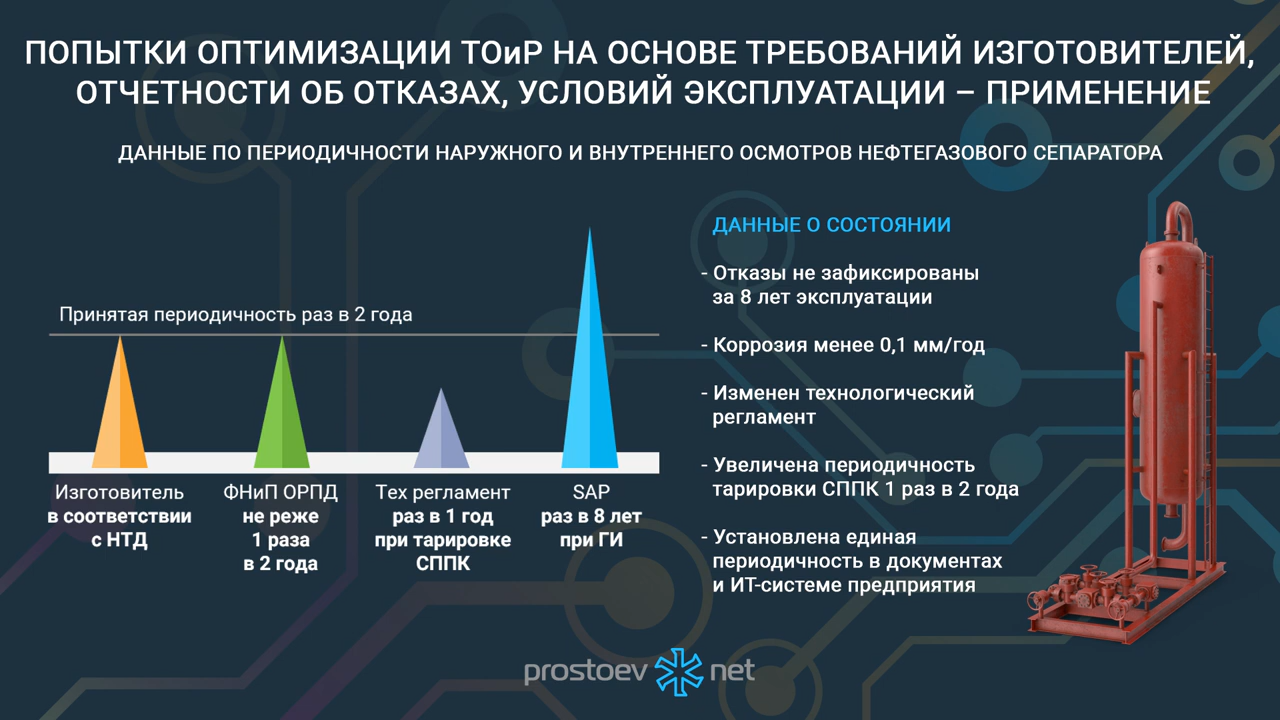 ПОПЫТКИ ОПТИМИЗАЦИИ ТОиР НА ОСНОВЕ ТРЕБОВАНИЙ ИЗГОТОВИТЕЛЕЙ,
ОТЧЕТНОСТИ ОБ ОТКАЗАХ, УСЛОВИЙ ЭКСПЛУАТАЦИИ – ПРИМЕНЕНИЕ
ДАННЫЕ ПО ПЕРИОДИЧНОСТИ НАРУЖНОГО И ВНУТРЕННЕГО ОСМОТРОВ НЕФТЕГАЗОВОГО СЕПАРАТОРА
Принятая периодичность раз в 2 года
Изготовитель
в соответствии
с НТД
ФНиП ОРПД
не реже
1 раза
в 2 года
Тех регламент
раз в 1 год
при тарировке
СППК
SAP
раз в 8 лет
при ГИ
ДАННЫЕ О СОСТОЯНИИ
- Отказы не зафиксированы
за 8 лет эксплуатации
- Коррозия менее 0,1 мм/год
- Изменен технологический
регламент
- Увеличена периодичность
тарировки СППК 1 раз в 2 года
- Установлена единая
периодичность в документах
и ИТ-системе предприятия
prostoev net